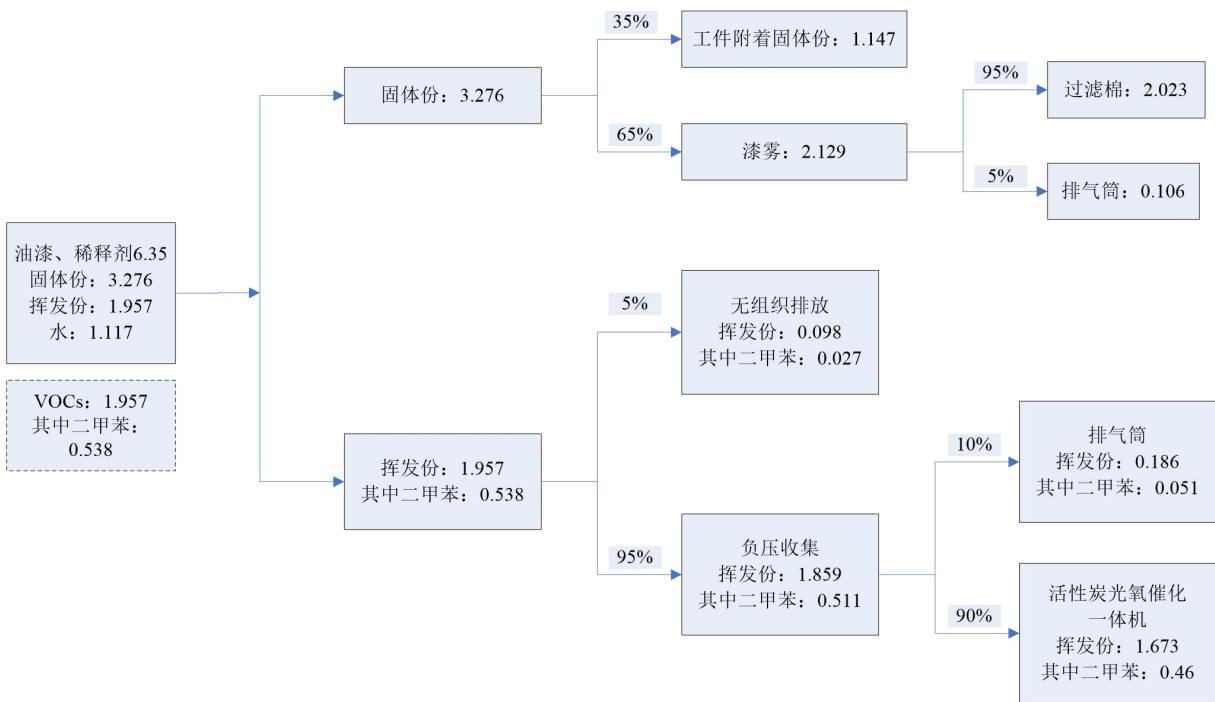 油漆、稀释剂6.35
固体份：3.276
挥发份：1.957
水：1.117
VOCs：1.957
其中二甲苯：
0.538
固体份：3.276
挥发份：1.957
其中二甲苯：0.538
35%
工件附着固体份：1.147
65%
漆雾：2.129
95%
过滤棉：2.023
5%
排气筒：0.106
5%
无组织排放
挥发份：0.098
其中二甲苯：0.027
95%
负压收集
挥发份：1.859
其中二甲苯：0.511
10%
排气筒
挥发份：0.186
其中二甲苯：0.051
90%
活性炭光氧催化
一体机
挥发份：1.673
其中二甲苯：0.46